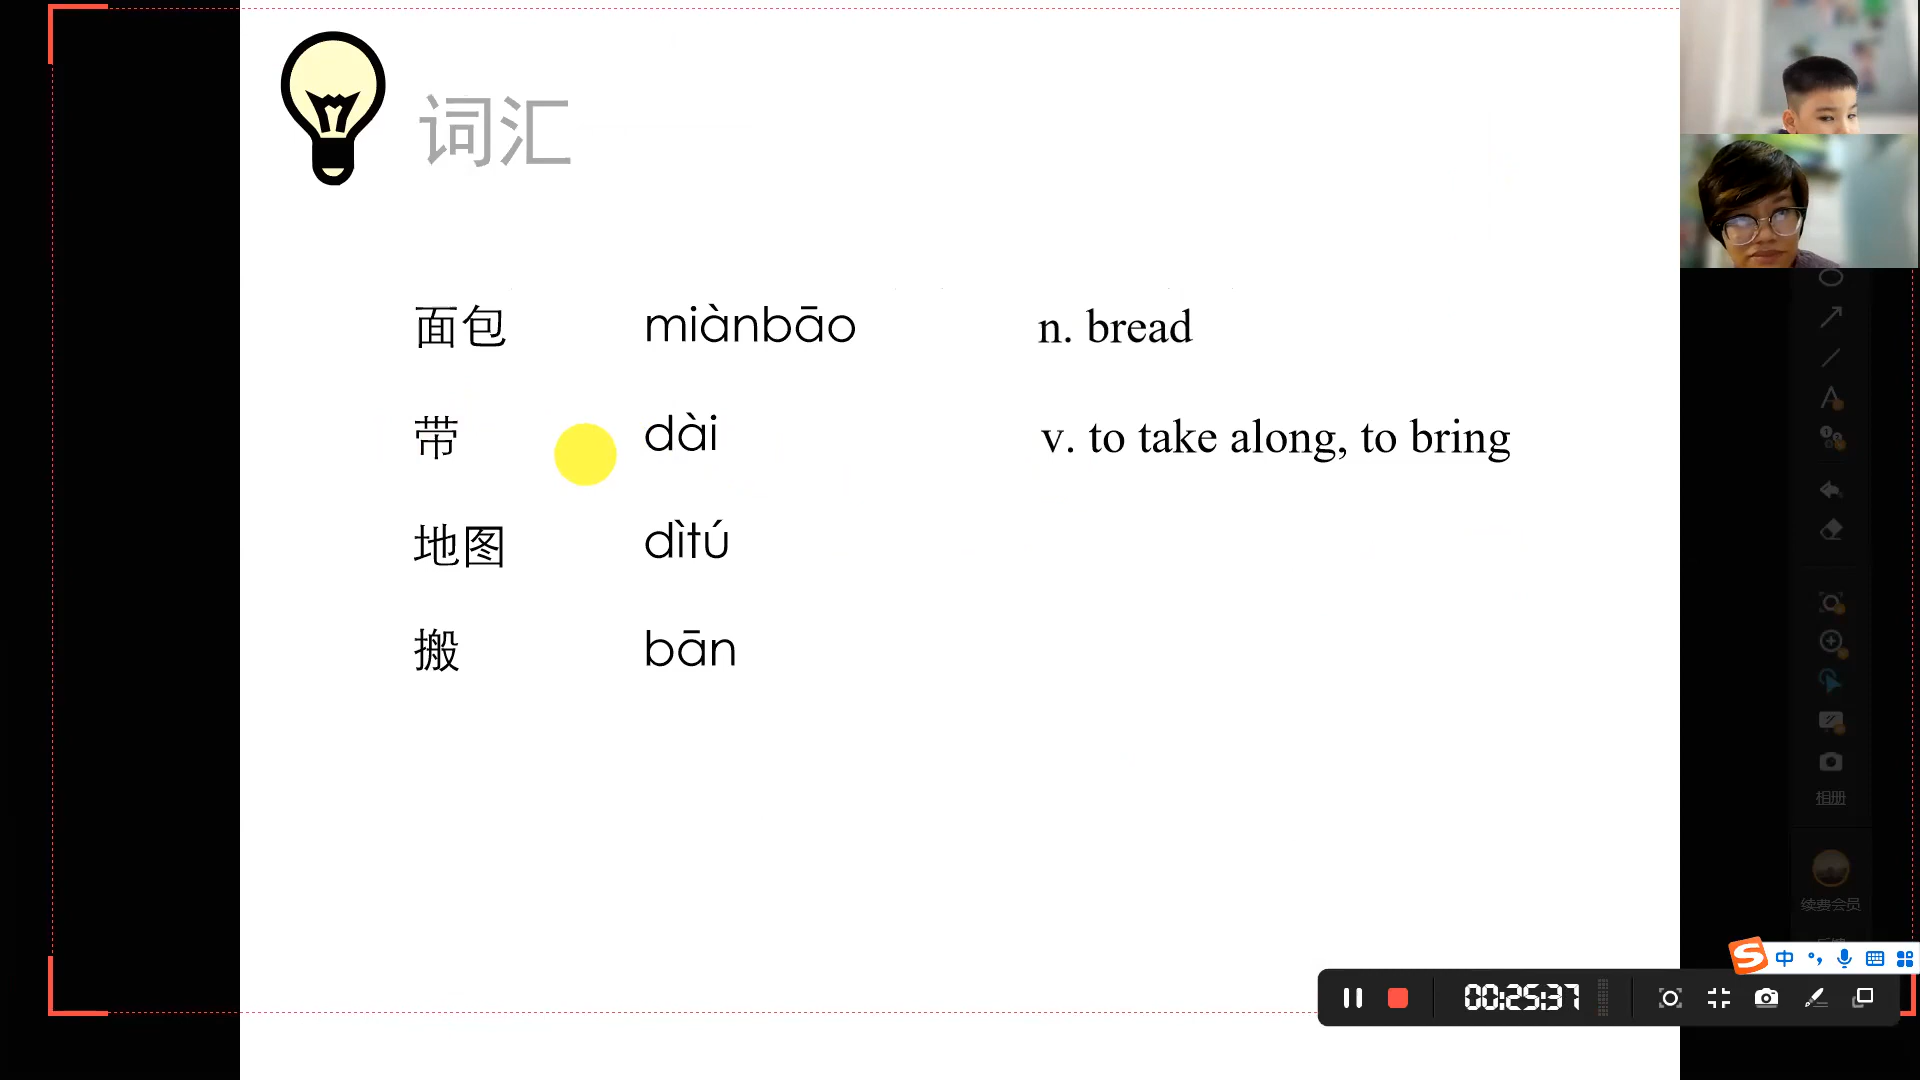 词汇
面包 miànbāo n. bread
带 dài v. to take along, to bring
地图 dìtú
搬 bān
相册
续费会员
中
00:25:37